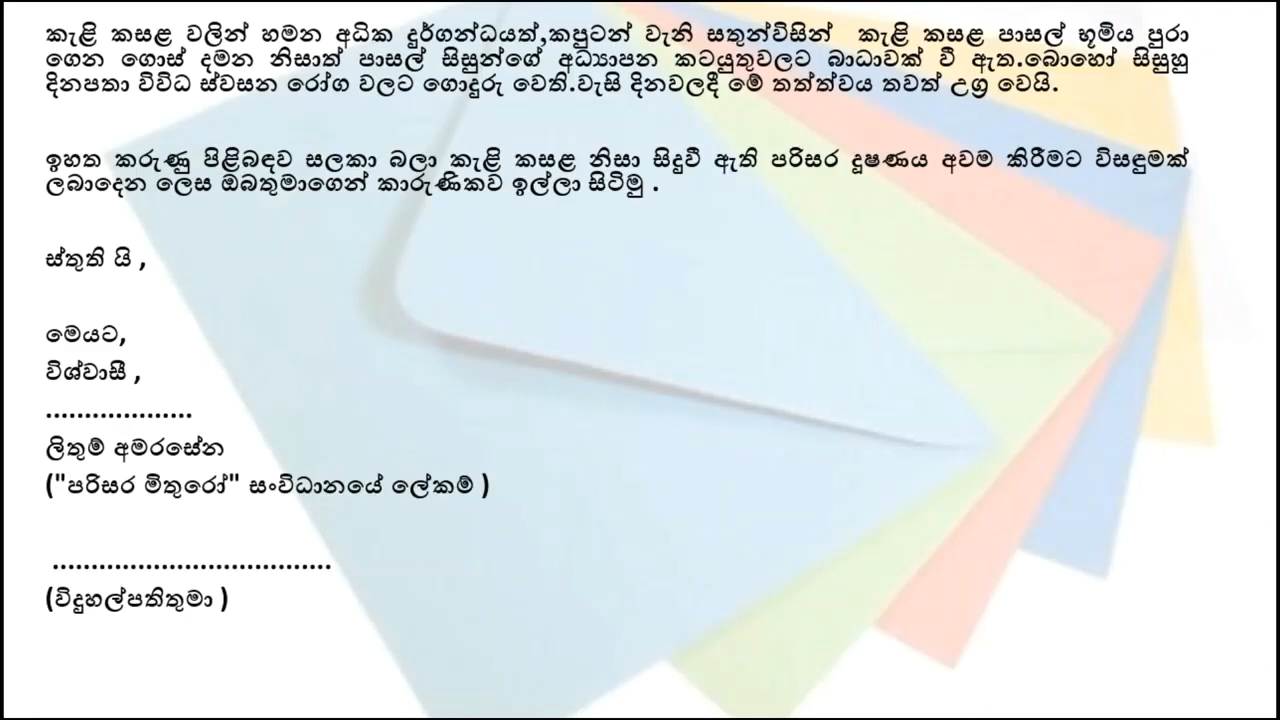 කැළි කසළ වලින් හමන අධික දුර්ගන්ධයත්,කපුටන් වැනි සතුන්විසින්  කැළි කසළ පාසල් භූමිය පුරා
ගෙන ගොස් දමන නිසාත් පාසල් සිසුන්ගේ අධ්‍යාපන කටයුතුවලට බාධාවක් වී ඇත.බොහෝ සිසුහු
දිනපතා විවිධ ස්වසන රෝග වලට ගොදුරු වෙති.වැසි දිනවලදී මේ තත්ත්වය තවත් උග්‍ර වෙයි.
ඉහත කරුණු පිළිබඳව සලකා බලා කැළි කසළ නිසා සිදුවී ඇති පරිසර දූෂණය අවම කිරීමට විසඳුමක්
ලබාදෙන ලෙස ඔබතුමාගෙන් කාරුණිකව ඉල්ලා සිටිමු .
ස්තුති යි ,
මෙයට,
විශ්වාසී ,
...................
ලිතුම් අමරසේන
("පරිසර මිතුරෝ" සංවිධානයේ ලේකම් )
....................................
(විදුහල්පතිතුමා )